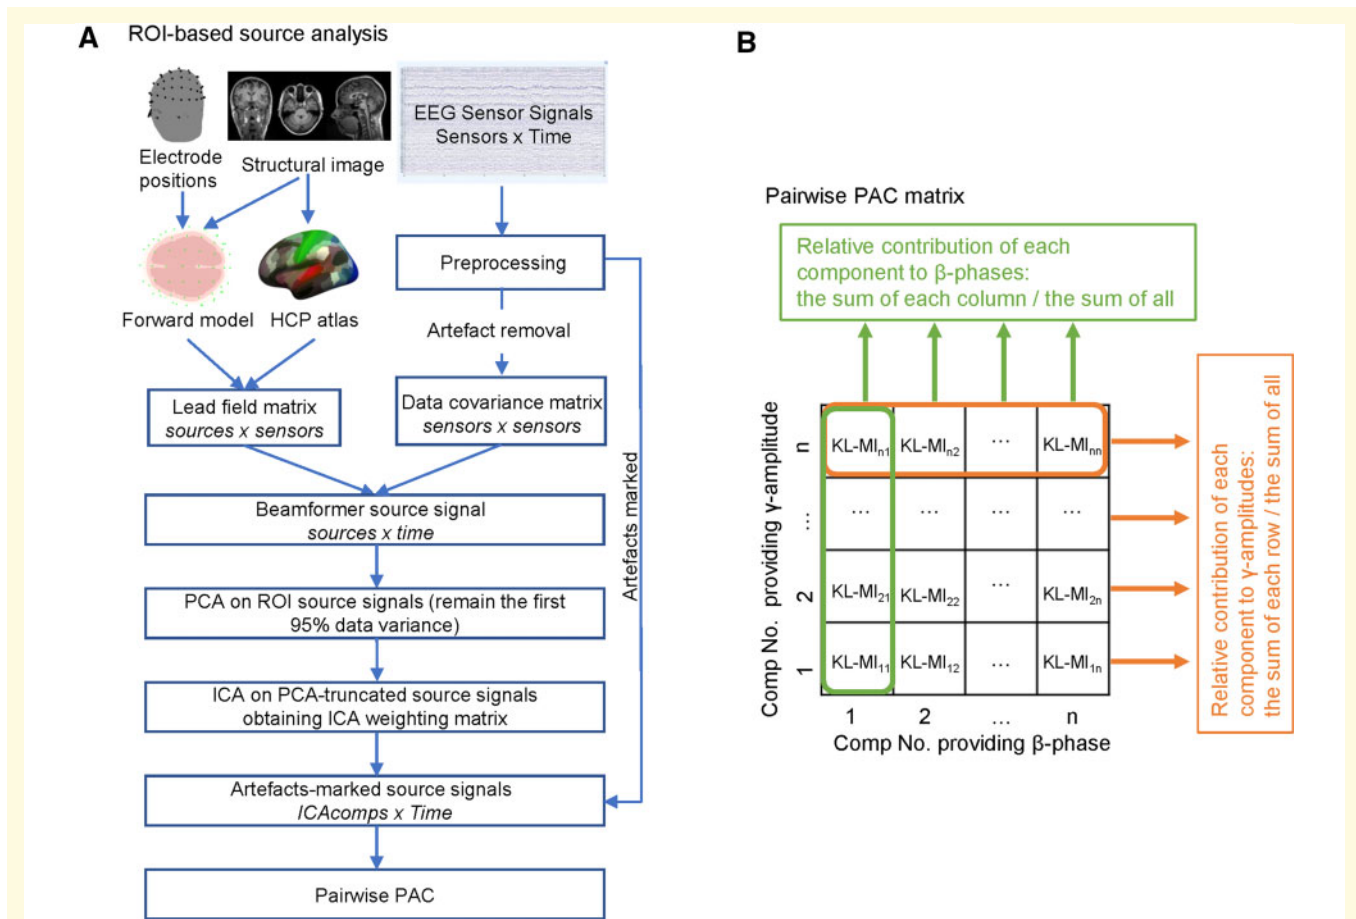 A
ROI-based source analysis
EEG Sensor Signals
Sensors x Time
Electrode
positions
Structural image
Preprocessing
Forward model
HCP atlas
Artefact removal
Lead field matrix
sources x sensors
Data covariance matrix
sensors x sensors
Artefacts marked
Beamformer source signal
sources x time
PCA on ROI source signals (remain the first
95% data variance)
ICA on PCA-truncated source signals
obtaining ICA weighting matrix
Artefacts-marked source signals
ICAcomps x Time
Pairwise PAC
B
Pairwise PAC matrix
Relative contribution of each
component to β-phases:
the sum of each column / the sum of all
Comp No. providing γ-amplitude
n
KL-MIn1 KL-MIn2 ... KL-MInn
...
... ... ... ...
2
KL-MI21 KL-MI22 ... KL-MI2n
1
KL-MI11 KL-MI12 ... KL-MI1n
1 2 ... n
Comp No. providing β-phase
Relative contribution of each
component to γ-amplitudes:
the sum of each row / the sum of all